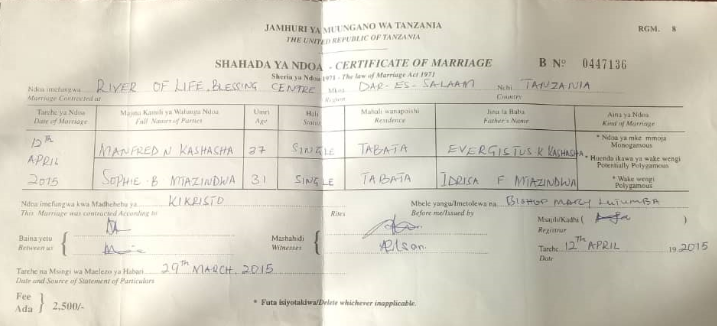 JAMHURI YA MUUNGANO WA TANZANIA
THE UNITED REPUBLIC OF TANZANIA
RGM. 8
SHAHADA YA NDOA - CERTIFICATE OF MARRIAGE B Nº 0447136
Sheria ya Ndoa 1971 - The law of Marriage Act 1971
Ndoa imefungwa RIVER OF LIFE BLESSING CENTRE Mkoa DAR-ES-SALAAM Nchi TANZANIA
Marriage Contracted at Region Country
Tarehe ya Ndoa Majina Kamili ya Wafunga Ndoa Umri Hali Mahali wanapoishi Jina la Baba Aina ya Ndoa
Date of Marriage Full Names of Parties Age Status Residence Father's Name Kind of Marriage
12TH APRIL 2015
MANFRED N KASHASHA 27 SINGLE TABATA EVERGISTUS K KASHASHA
SOPHIE B MTAZINDWA 31 SINGLE TABATA IDRISA F MTAZINDWA
* Ndoa ya mke mmoja
Monogamous
* Huenda ikawa ya wake wengi
Potentially Polygamous
* Wake wengi
Polygamous
Ndoa imefungwa kwa Madhehebu ya KIKRISTO Mbele yangu/Imetolewa na BISHOP MARY LUTUMBA
This Marriage was contracted According to Rites Before me/Issued by
Msajili/Kadhi ( )
Registrar
Baina yetu { Mashahidi {
Between us Witnesses
Tarehe 12TH APRIL 19 2015
Date
Tarehe na Msingi wa Maelezo ya Habari 29TH MARCH, 2015
Date and Source of Statement of Particulars
Fee
Ada } 2,500/-
* Futa isiyotakiwa/Delete whichever inapplicable.